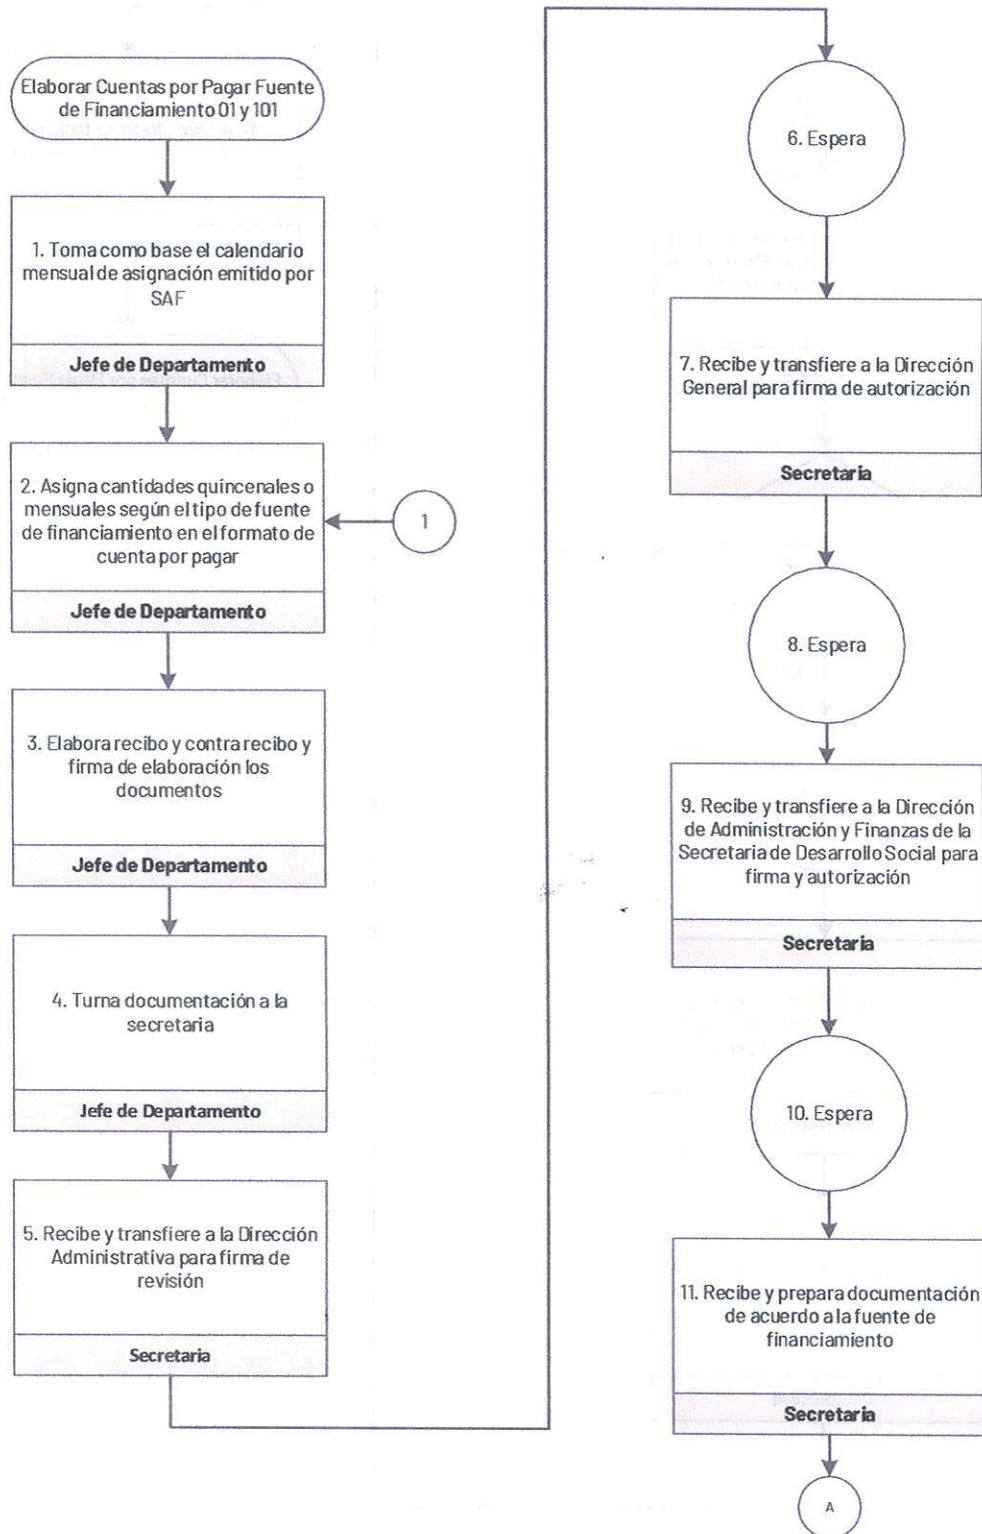 Elaborar Cuentas por Pagar Fuente
de Financiamiento 01 y 101
1. Toma como base el calendario
mensual de asignación emitido por
SAF
Jefe de Departamento
2. Asigna cantidades quincenales o
mensuales según el tipo de fuente
de financiamiento en el formato de
cuenta por pagar
Jefe de Departamento
1
3. Elabora recibo y contra recibo y
firma de elaboración los
documentos
Jefe de Departamento
4. Turna documentación a la
secretaria
Jefe de Departamento
5. Recibe y transfiere a la Dirección
Administrativa para firma de
revisión
Secretaria
6. Espera
7. Recibe y transfiere a la Dirección
General para firma de autorización
Secretaria
8. Espera
9. Recibe y transfiere a la Dirección
de Administración y Finanzas de la
Secretaria de Desarrollo Social para
firma y autorización
Secretaria
10. Espera
11. Recibe y prepara documentación
de acuerdo a la fuente de
financiamiento
Secretaria
A